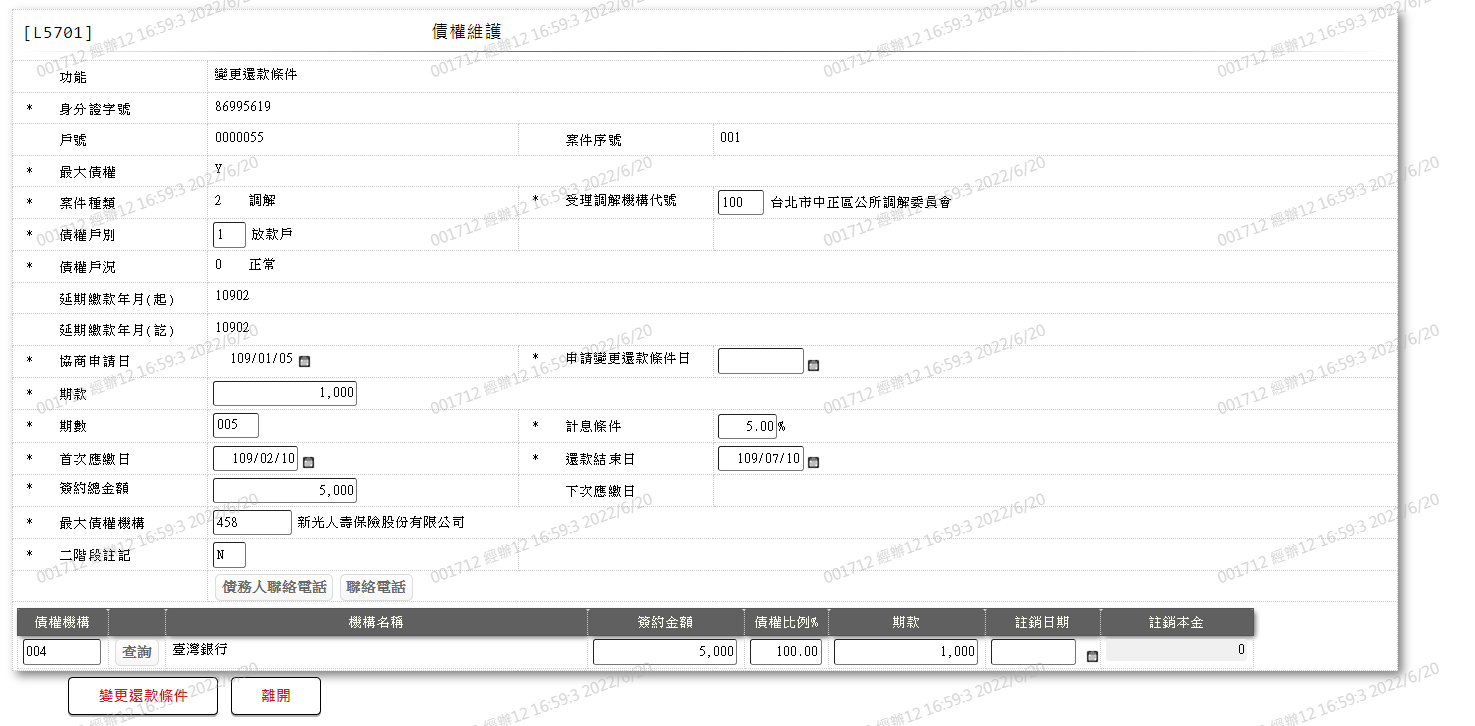 [L5701] 債權維護
功能 變更還款條件
* 身分證字號 86995619
戶號 0000055 案件序號 001
* 最大債權 Y
* 案件種類 2 調解 * 受理調解機構代號 100 台北市中正區公所調解委員會
* 債權戶別 1 放款戶
* 債權戶況 0 正常
延期繳款年月(起) 10902
延期繳款年月(訖) 10902
* 協商申請日 109/01/05 * 申請變更還款條件日
* 期款 1,000
* 期數 005 * 計息條件 5.00%
* 首次應繳日 109/02/10 * 還款結束日 109/07/10
* 簽約總金額 5,000 下次應繳日
* 最大債權機構 458 新光人壽保險股份有限公司
* 二階段註記 N
債務人聯絡電話 聯絡電話
債權機構 機構名稱 簽約金額 債權比例% 期款 註銷日期 註銷本金
004 查詢 臺灣銀行 5,000 100.00 1,000 0
變更還款條件 離開
001712 經辦12 16:59:3 2022/6/20